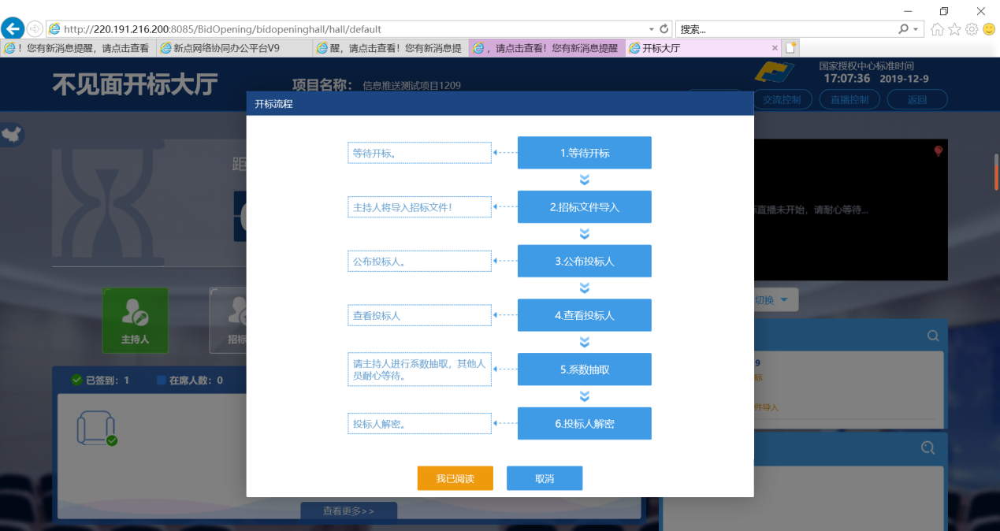 http://220.191.216.200:8085/BidOpening/bidopeninghall/hall/default
搜索...
！您有新消息提醒，请点击查看
新点网络协同办公平台V9
醒，请点击查看！您有新消息提
，请点击查看！您有新消息提醒
开标大厅
不见面开标大厅
项目名称：
信息推送测试项目1209
国家授权中心标准时间
17:07:36 2019-12-9
交流控制
直播控制
返回
开标流程
等待开标。
1.等待开标
主持人将导入招标文件！
2.招标文件导入
公布投标人。
3.公布投标人
查看投标人
4.查看投标人
请主持人进行系数抽取，其他人
员耐心等待。
5.系数抽取
投标人解密。
6.投标人解密
我已阅读
取消
距
直播未开始，请耐心等待...
切换
主持人
招标
已签到：1
在席人数：0
9
标
件导入
查看更多>>